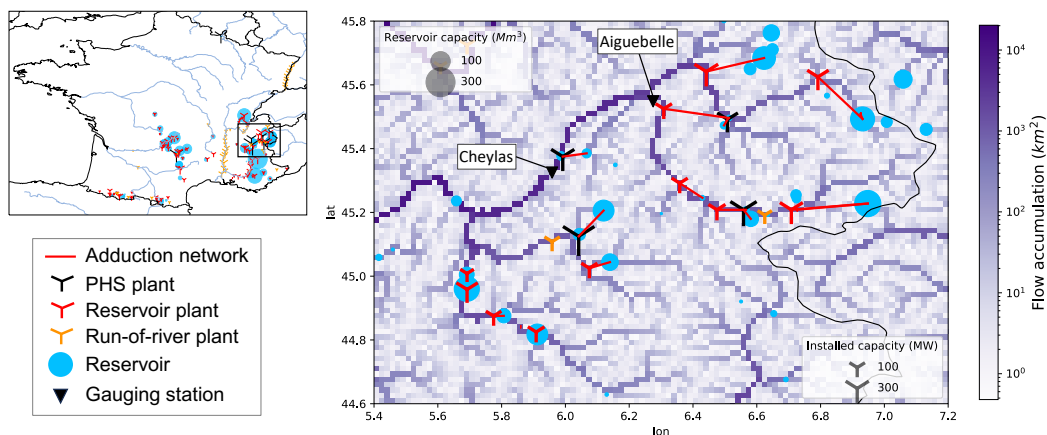 Adduction network
PHS plant
Reservoir plant
Run-of-river plant
Reservoir
Gauging station
Reservoir capacity (Mm³)
100
300
Aiguebelle
Cheylas
Installed capacity (MW)
100
300
45.8
45.6
45.4
45.2
45.0
44.8
44.6
lat
5.4 5.6 5.8 6.0 6.2 6.4 6.6 6.8 7.0 7.2
lon
10⁴
10³
10²
10¹
10⁰
Flow accumulation (km²)